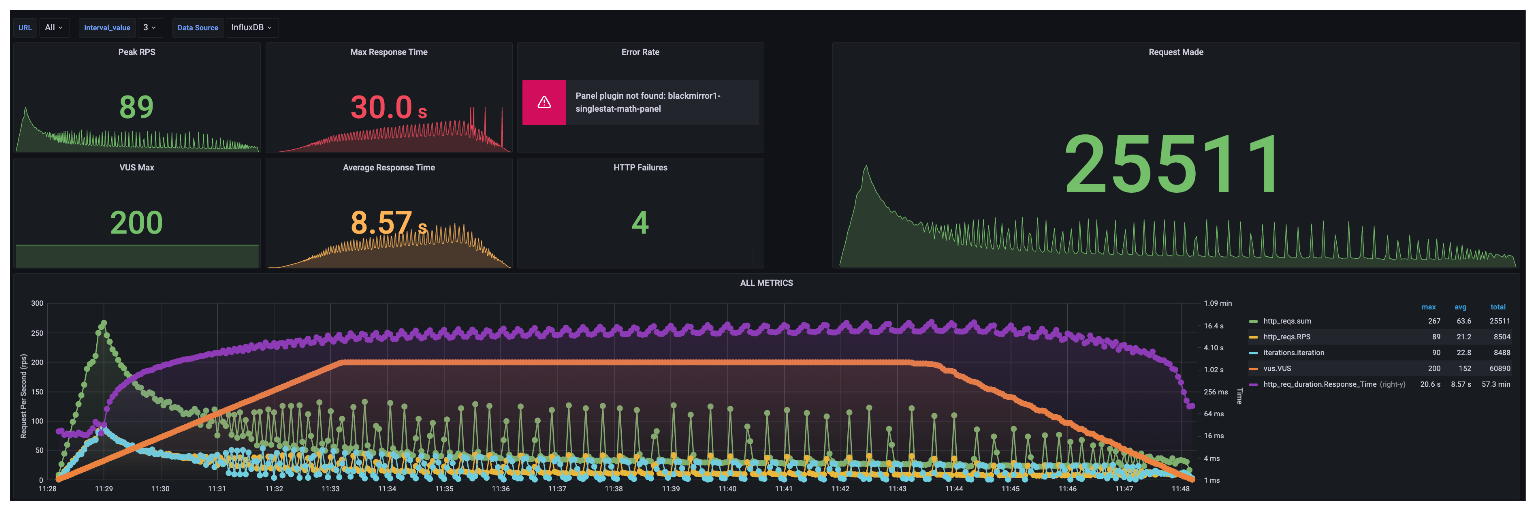 URL All Interval_value 3 Data Source InfluxDB
Peak RPS
89
Max Response Time
30.0 s
Error Rate
Panel plugin not found: blackmirror1-
singlestat-math-panel
Request Made
25511
VUS Max
200
Average Response Time
8.57 s
HTTP Failures
4
ALL METRICS
Request Per Second (rps)
300
250
200
150
100
50
0
11:28 11:29 11:30 11:31 11:32 11:33 11:34 11:35 11:36 11:37 11:38 11:39 11:40 11:41 11:42 11:43 11:44 11:45 11:46 11:47 11:48
1.09 min
16.4 s
4.10 s
1.02 s
256 ms
64 ms
16 ms
4 ms
1 ms
Time
max avg total
http_reqs.sum 267 63.6 25511
http_reqs.RPS 89 21.2 8504
iterations.iteration 90 22.8 8488
vus.VUS 200 152 60890
http_req_duration.Response_Time (right-y) 20.6 s 8.57 s 57.3 min